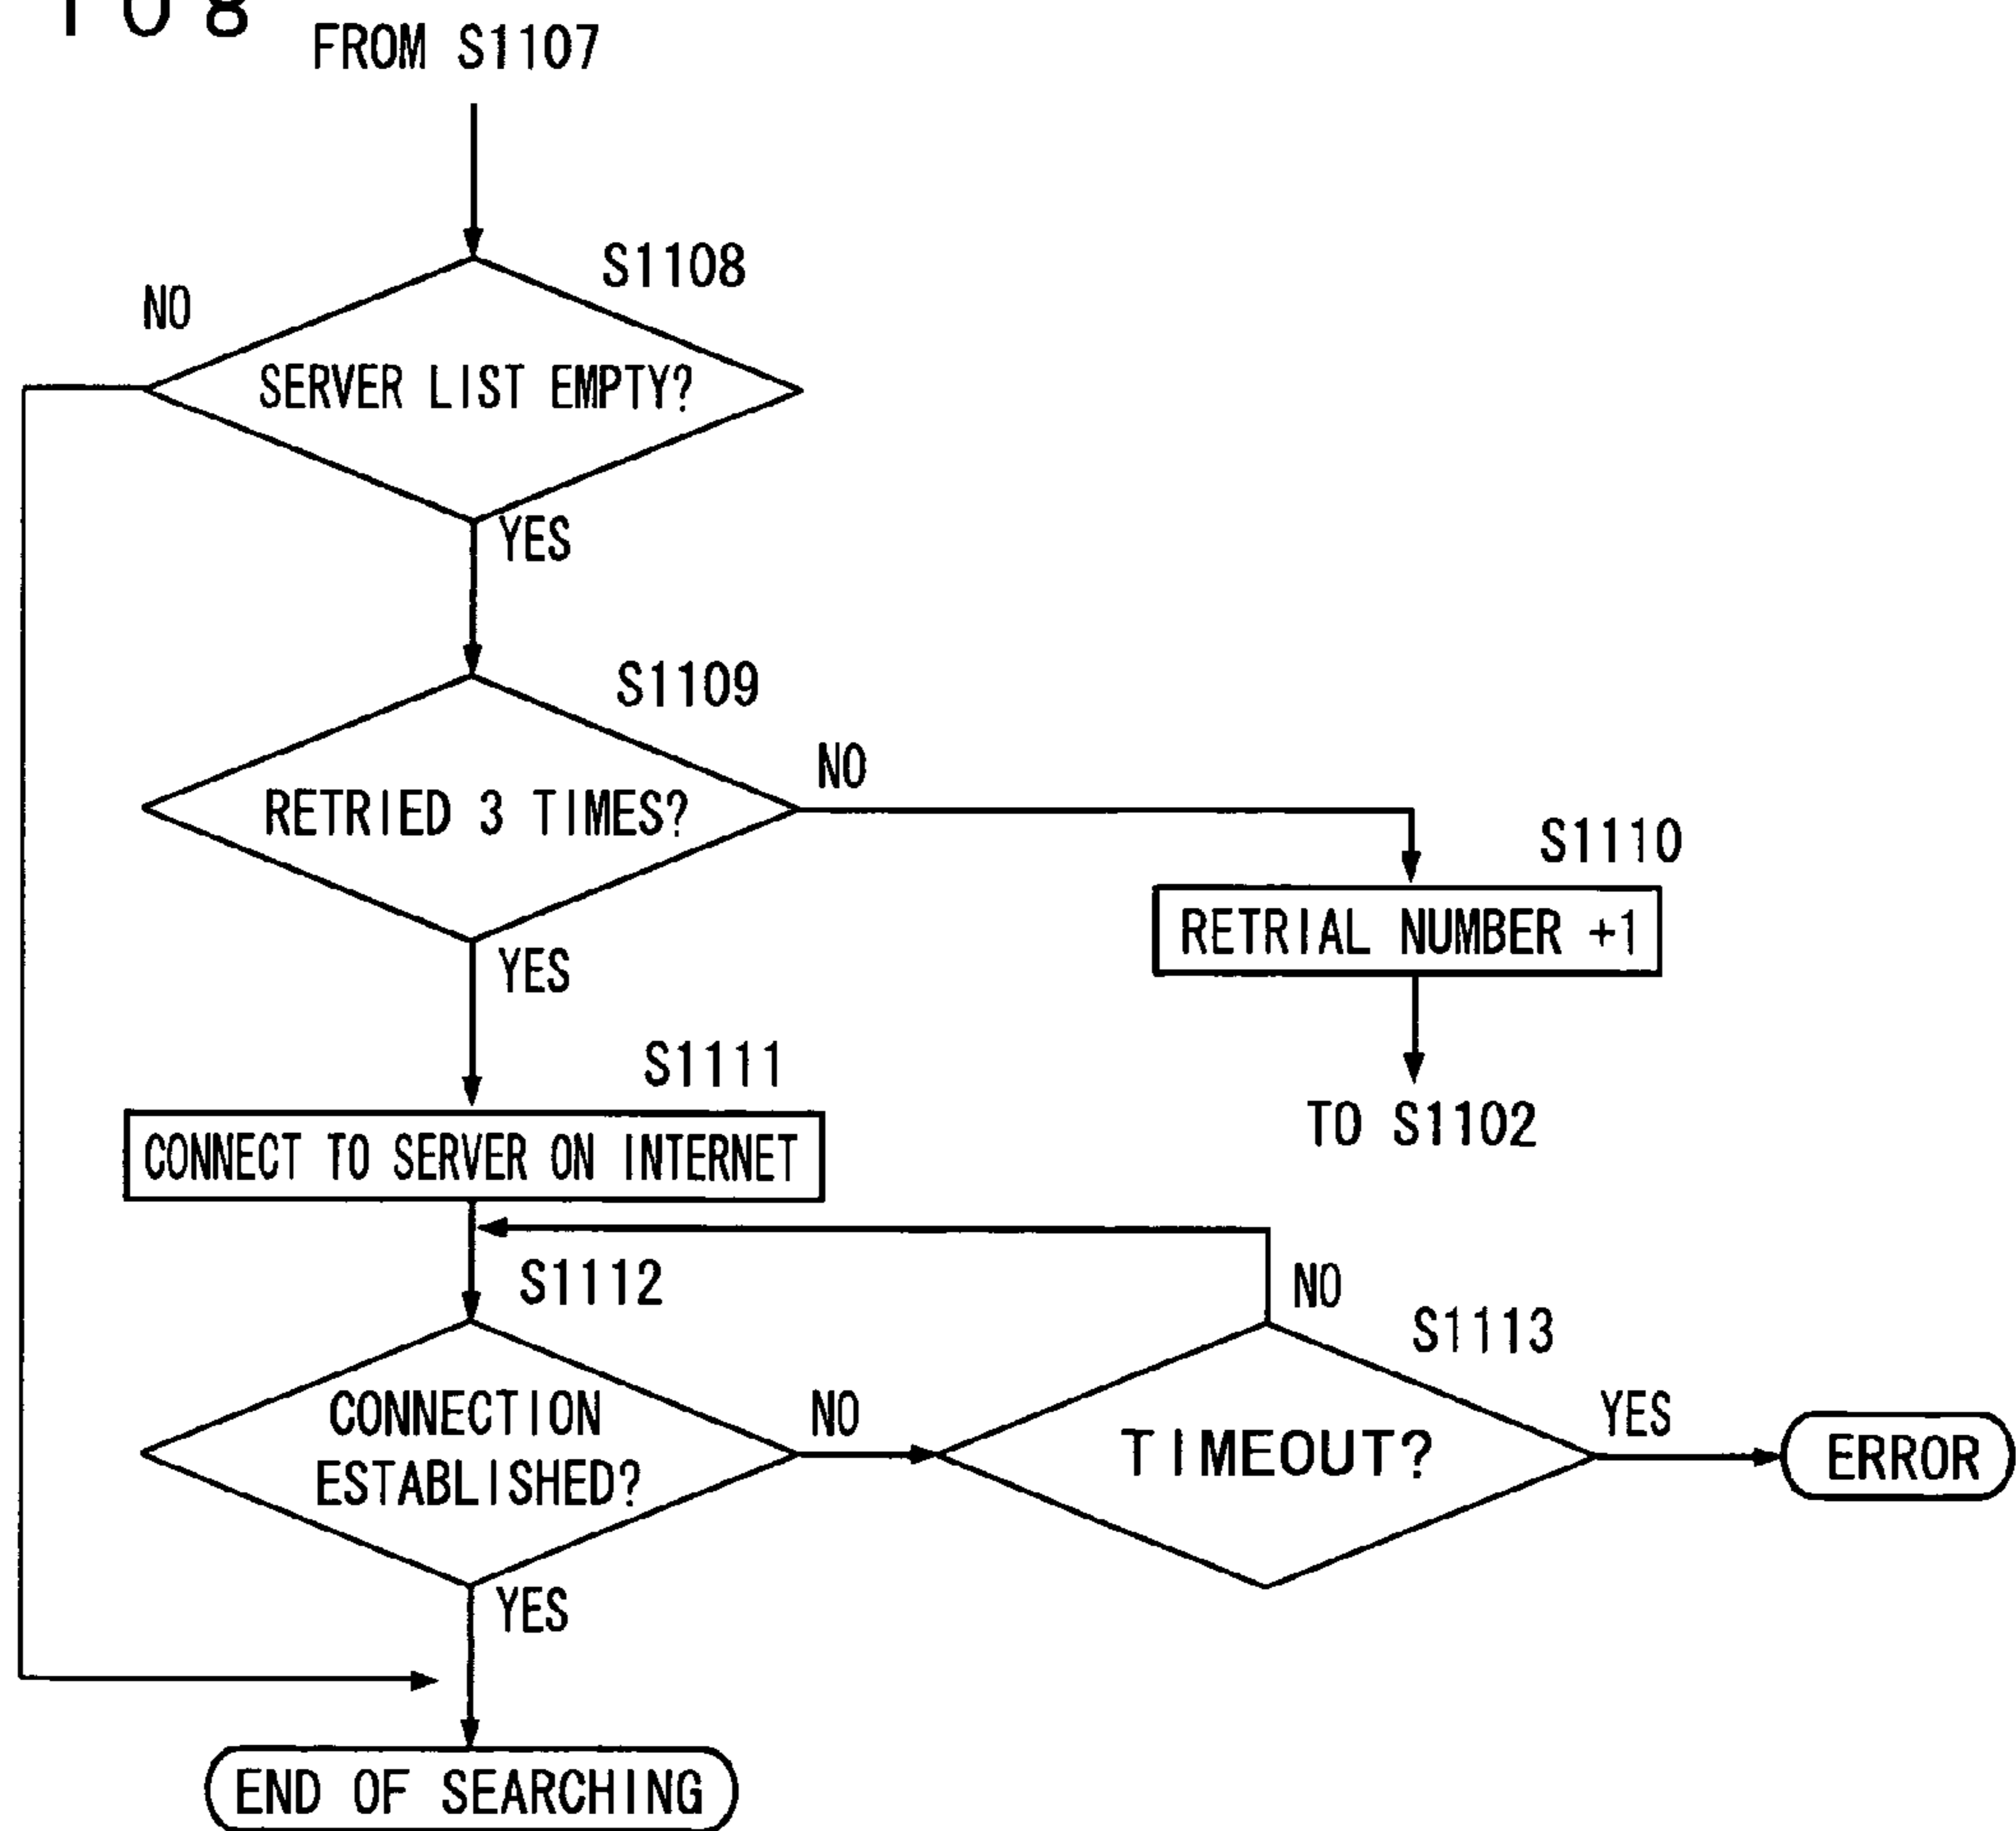 108
FROM S1107
S1108
NO
SERVER LIST EMPTY?
YES
S1109
NO
RETRIED 3 TIMES?
S1110
RETRIAL NUMBER +1
YES
S1111
TO S1102
CONNECT TO SERVER ON INTERNET
S1112
NO
S1113
CONNECTION
ESTABLISHED?
NO
TIMEOUT?
YES
ERROR
YES
END OF SEARCHING